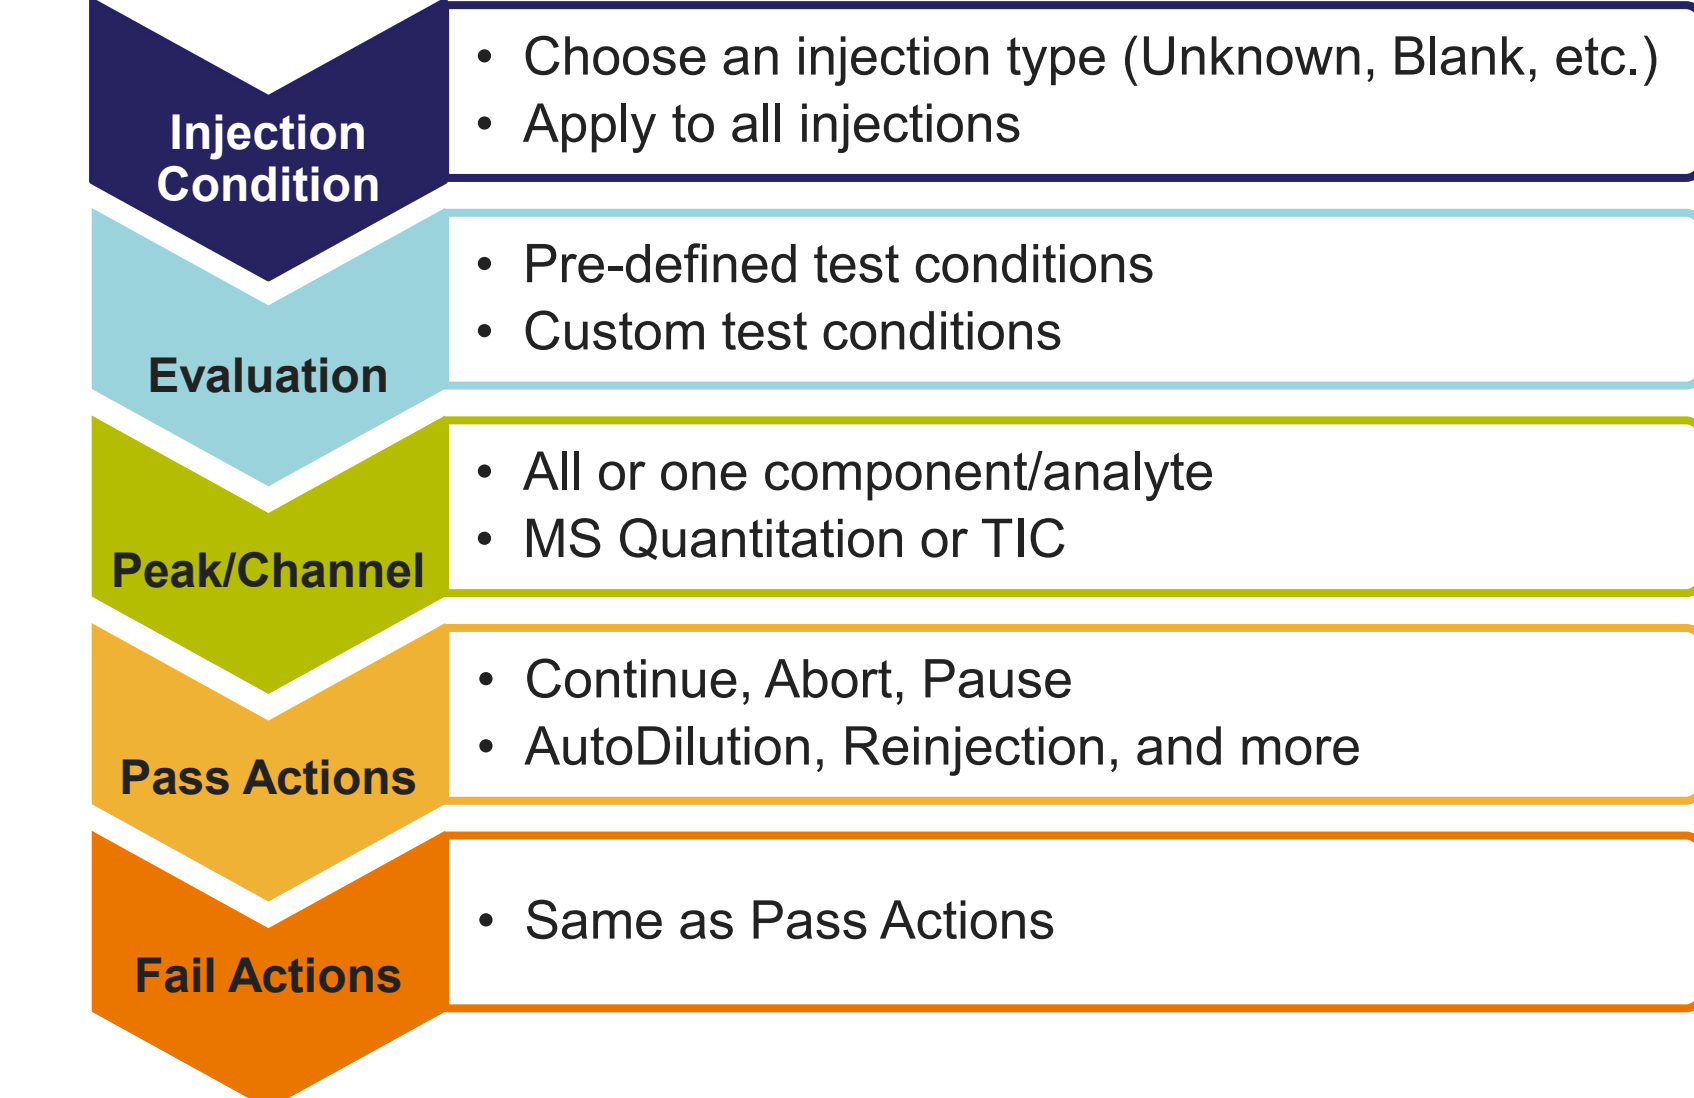 Injection
Condition
• Choose an injection type (Unknown, Blank, etc.)
• Apply to all injections
Evaluation
• Pre-defined test conditions
• Custom test conditions
Peak/Channel
• All or one component/analyte
• MS Quantitation or TIC
Pass Actions
• Continue, Abort, Pause
• AutoDilution, Reinjection, and more
Fail Actions
• Same as Pass Actions